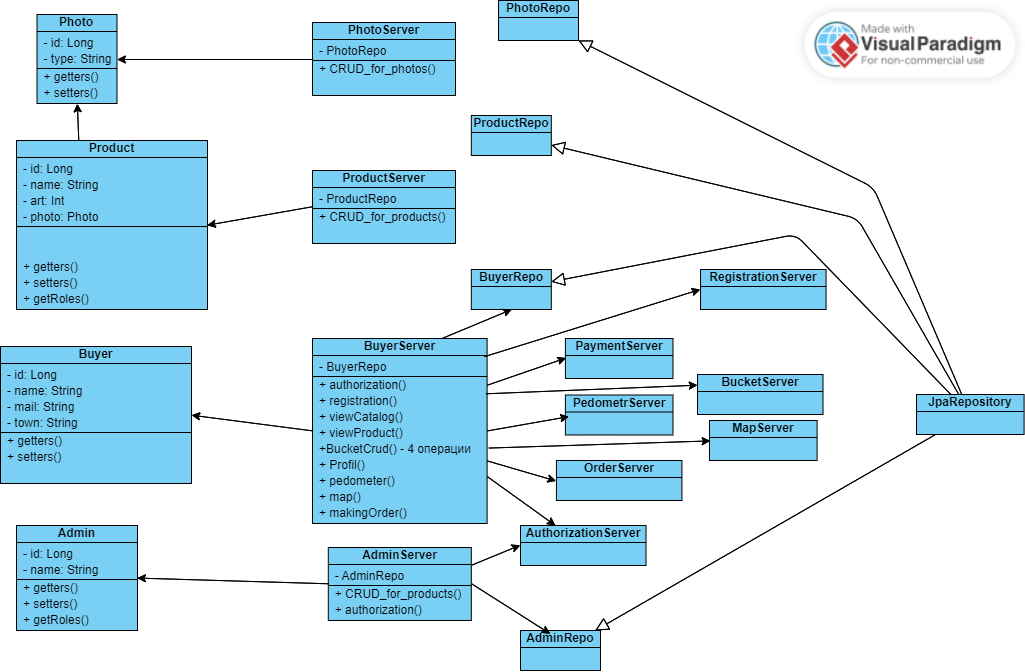 Photo
- id: Long
- type: String
+ getters()
+ setters()
PhotoServer
- PhotoRepo
+ CRUD_for_photos()
PhotoRepo
Made with
Visual Paradigm
For non-commercial use
Product
- id: Long
- name: String
- art: Int
- photo: Photo
+ getters()
+ setters()
+ getRoles()
ProductServer
- ProductRepo
+ CRUD_for_products()
ProductRepo
BuyerRepo
RegistrationServer
Buyer
- id: Long
- name: String
- mail: String
- town: String
+ getters()
+ setters()
BuyerServer
- BuyerRepo
+ authorization()
+ registration()
+ viewCatalog()
+ viewProduct()
+BucketCrud() - 4 операции
+ Profil()
+ pedometer()
+ map()
+ makingOrder()
PaymentServer
BucketServer
PedometrServer
MapServer
OrderServer
JpaRepository
Admin
- id: Long
- name: String
+ getters()
+ setters()
+ getRoles()
AdminServer
- AdminRepo
+ CRUD_for_products()
+ authorization()
AuthorizationServer
AdminRepo